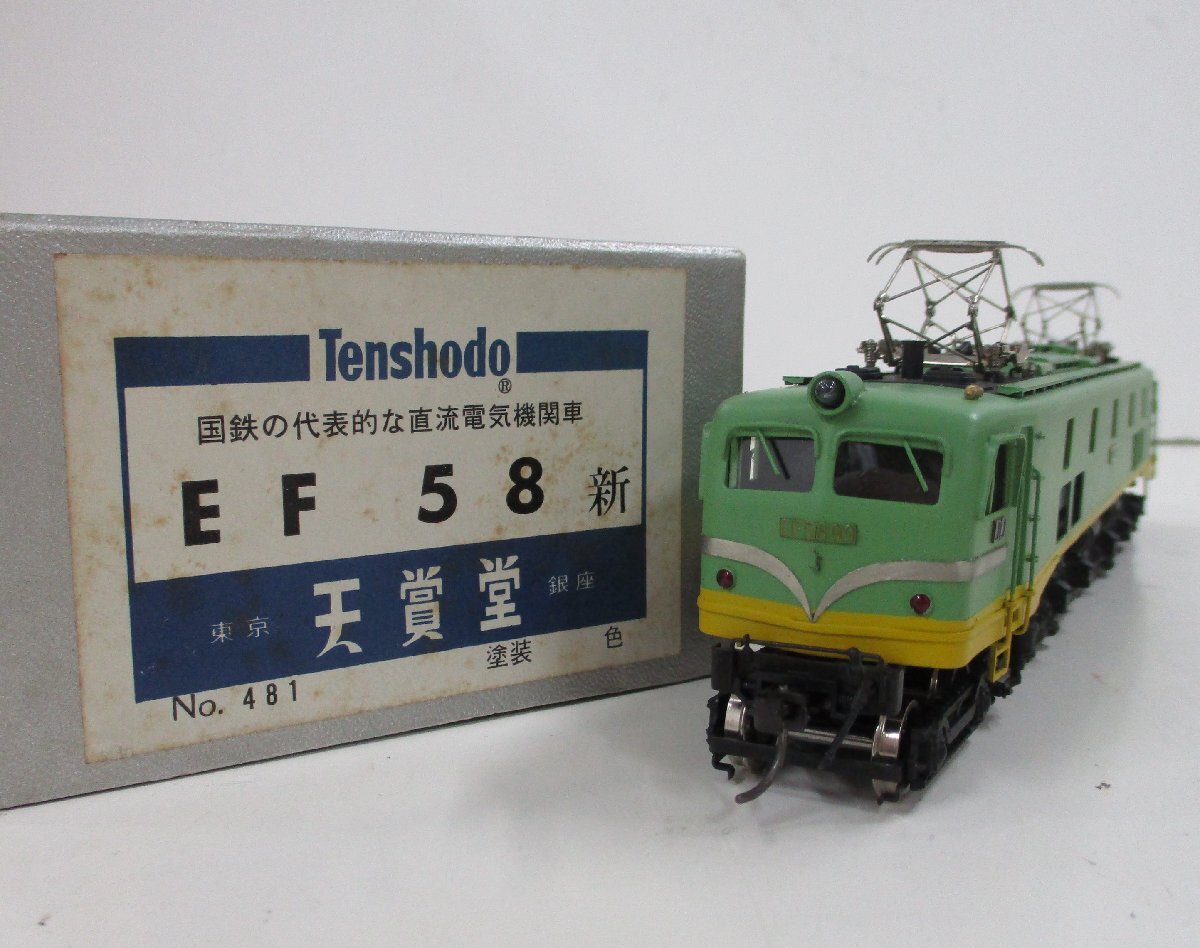 Tenshodo®
国鉄の代表的な直流電気機関車
EF 58 新
東京 天賞堂 銀座
塗装 色
No. 481